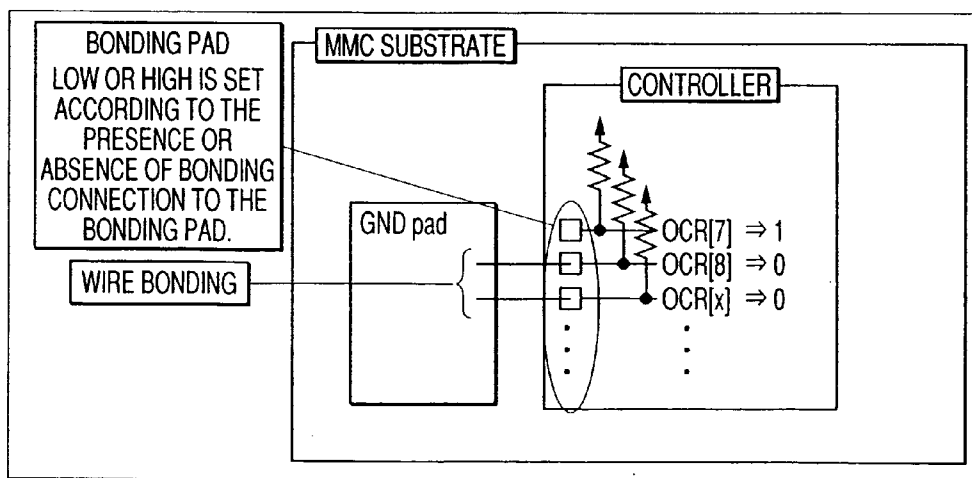 BONDING PAD
LOW OR HIGH IS SET
ACCORDING TO THE
PRESENCE OR
ABSENCE OF BONDING
CONNECTION TO THE
BONDING PAD.
MMC SUBSTRATE
CONTROLLER
GND pad
WIRE BONDING
OCR[7] ⇒ 1
OCR[8] ⇒ 0
OCR[x] ⇒ 0